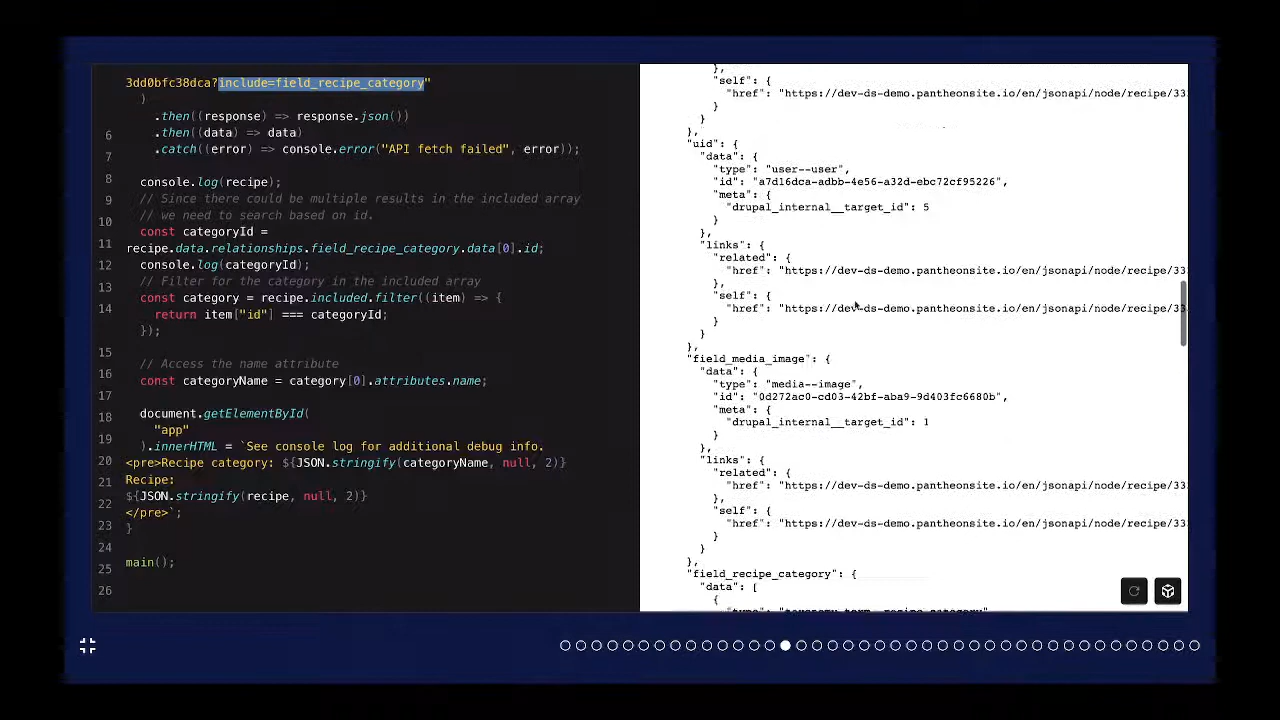 3dd0bfc38dca?include=field_recipe_category"
)
6 .then((response) => response.json())
7 .then((data) => data)
8 .catch((error) => console.error("API fetch failed", error));
9 console.log(recipe);
10 // Since there could be multiple results in the included array
11 // we need to search based on id.
12 const categoryId =
recipe.data.relationships.field_recipe_category.data[0].id;
13 console.log(categoryId);
14 // Filter for the category in the included array
const category = recipe.included.filter((item) => {
15 return item["id"] === categoryId;
16 });
17 // Access the name attribute
18 const categoryName = category[0].attributes.name;
19 document.getElementById(
20 "app"
21 ).innerHTML = `See console log for additional debug info.
22 <pre>Recipe category: ${JSON.stringify(categoryName, null, 2)}
23 Recipe:
24 ${JSON.stringify(recipe, null, 2)}
25 </pre>`;
26 }
main();
},
"self": {
"href": "https://dev-ds-demo.pantheonsite.io/en/jsonapi/node/recipe/33
}
}
},
"uid": {
"data": {
"type": "user--user",
"id": "a7d16dca-adbb-4e56-a32d-ebc72cf95226",
"meta": {
"drupal_internal__target_id": 5
}
},
"links": {
"related": {
"href": "https://dev-ds-demo.pantheonsite.io/en/jsonapi/node/recipe/33
},
"self": {
"href": "https://dev-ds-demo.pantheonsite.io/en/jsonapi/node/recipe/33
}
}
},
"field_media_image": {
"data": {
"type": "media--image",
"id": "0d272ac0-cd03-42bf-aba9-9d403fc6680b",
"meta": {
"drupal_internal__target_id": 1
}
},
"links": {
"related": {
"href": "https://dev-ds-demo.pantheonsite.io/en/jsonapi/node/recipe/33
},
"self": {
"href": "https://dev-ds-demo.pantheonsite.io/en/jsonapi/node/recipe/33
}
}
},
"field_recipe_category": {
"data": [
{
"type": "taxonomy_term--recipe_category",